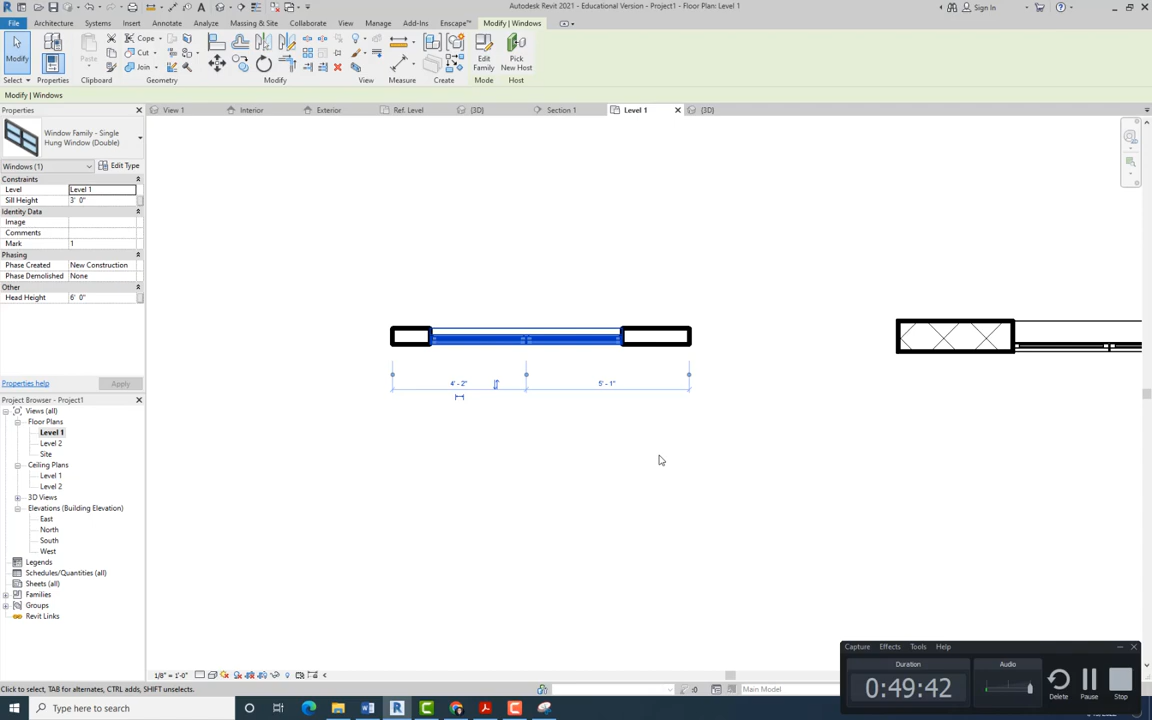 Autodesk Revit 2021 - Educational Version - Project1 - Floor Plan: Level 1
Sign In
File Architecture Structure Systems Insert Annotate Analyze Massing & Site Collaborate View Manage Add-Ins Enscape™ Modify | Windows
Modify
Select
Properties
Paste
Clipboard
Cope
Cut
Join
Geometry
Modify
View
Measure
Create
Edit Family
Mode
Pick New Host
Host
Modify | Windows
Properties
View 1
Interior
Exterior
Ref. Level
(3D)
Section 1
Level 1
(3D)
Window Family - Single
Hung Window (Double)
Windows (1)
Edit Type
Constraints
Level Level 1
Sill Height 3' 0"
Identity Data
Image
Comments
Mark 1
Phasing
Phase Created New Construction
Phase Demolished None
Other
Head Height 6' 0"
4' - 2"
5' - 1"
Properties help
Apply
Project Browser - Project1
Views (all)
Floor Plans
Level 1
Level 2
Site
Ceiling Plans
Level 1
Level 2
3D Views
Elevations (Building Elevation)
East
North
South
West
Legends
Schedules/Quantities (all)
Sheets (all)
Families
Groups
Revit Links
1/8" = 1'-0"
Click to select, TAB for alternates, CTRL adds, SHIFT unselects.
:0
Main Model
Capture Effects Tools Help
Duration
0:49:42
Audio
Delete
Pause
Stop
Type here to search